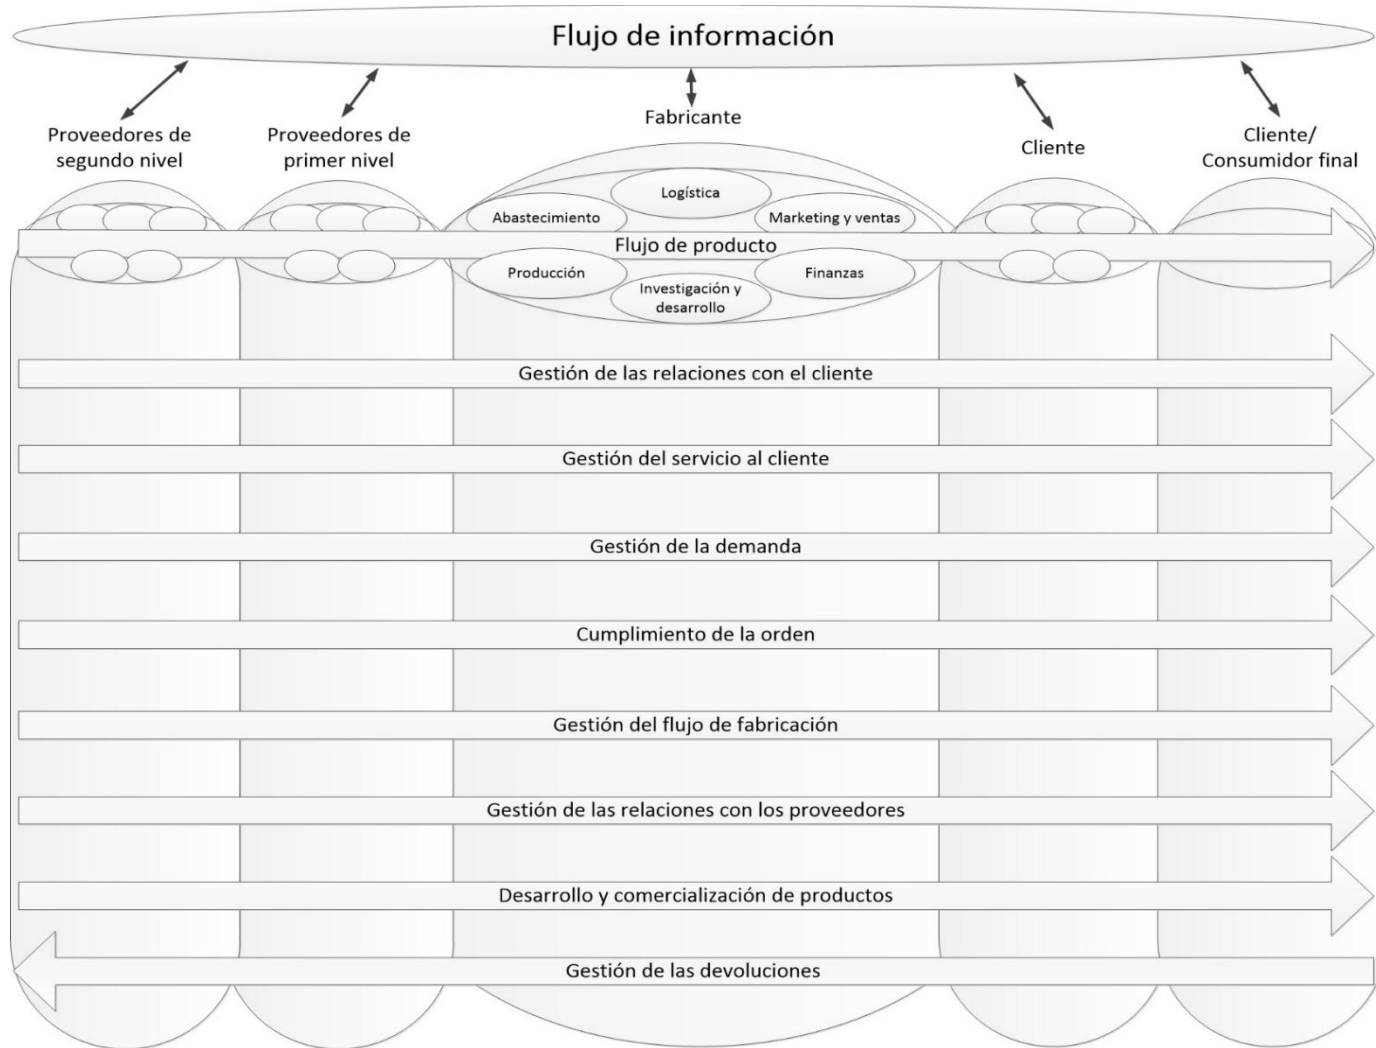 Flujo de información
Proveedores de
segundo nivel
Proveedores de
primer nivel
Fabricante
Cliente
Cliente/
Consumidor final
Logística
Abastecimiento
Marketing y ventas
Flujo de producto
Producción
Finanzas
Investigación y
desarrollo
Gestión de las relaciones con el cliente
Gestión del servicio al cliente
Gestión de la demanda
Cumplimiento de la orden
Gestión del flujo de fabricación
Gestión de las relaciones con los proveedores
Desarrollo y comercialización de productos
Gestión de las devoluciones